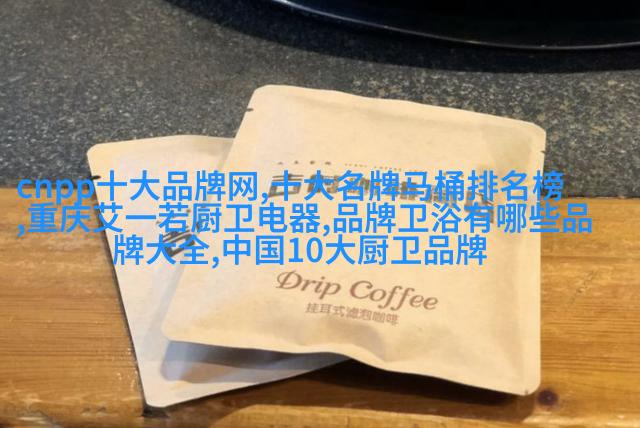 cnpp十大品牌网,十大名牌马桶排名榜
,重庆艾一若厨卫电器,品牌卫浴有哪些品
牌大全,中国10大厨卫品牌
Drip Coffee
挂耳式滤泡咖啡